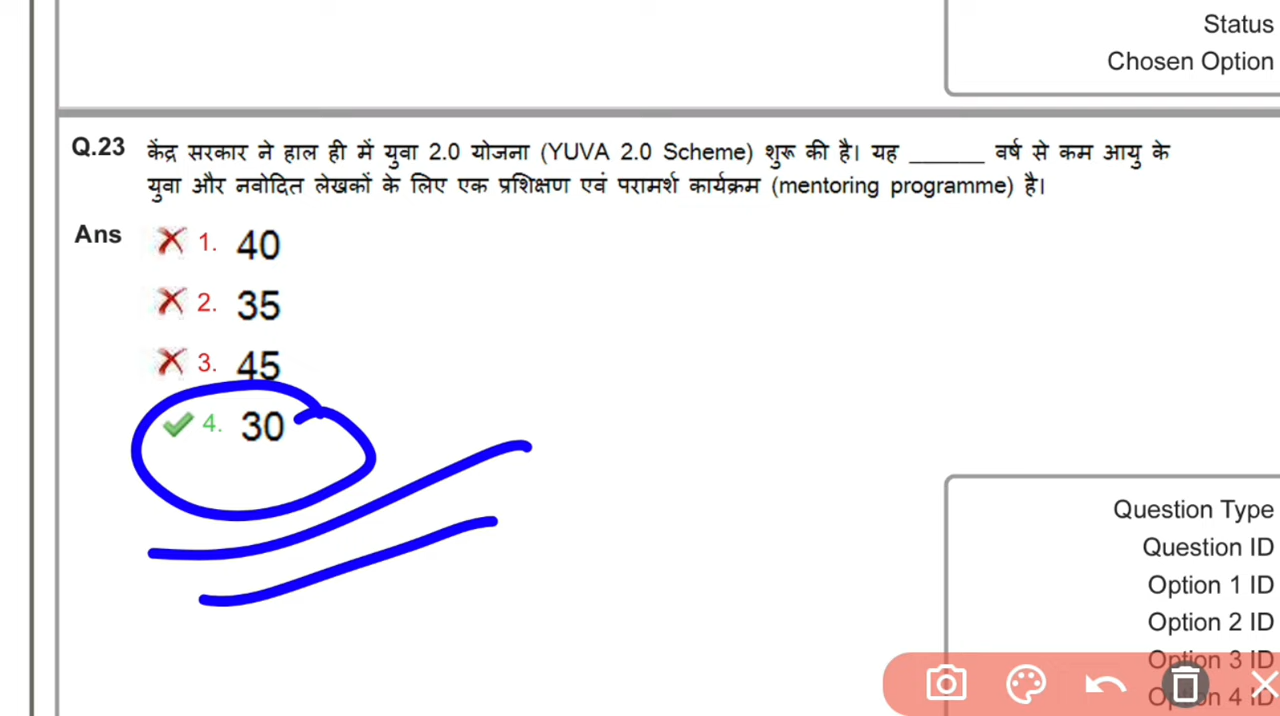 Status
Chosen Option
Q.23 केंद्र सरकार ने हाल ही में युवा 2.0 योजना (YUVA 2.0 Scheme) शुरू की है। यह ______ वर्ष से कम आयु के
युवा और नवोदित लेखकों के लिए एक प्रशिक्षण एवं परामर्श कार्यक्रम (mentoring programme) है।
Ans 1. 40
2. 35
3. 45
4. 30
Question Type
Question ID
Option 1 ID
Option 2 ID
Option 3 ID
Option 4 ID